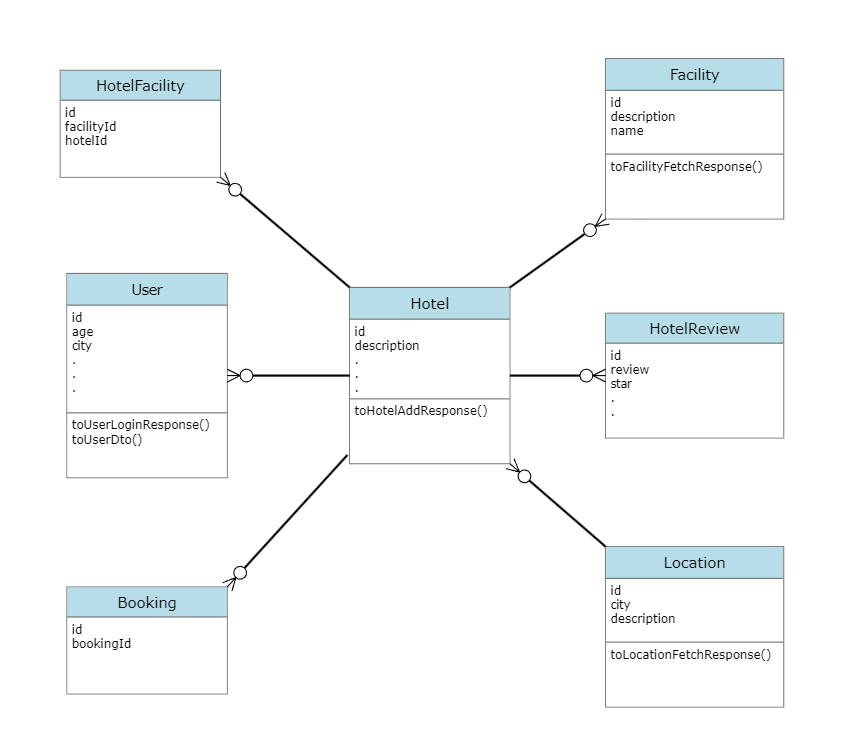 HotelFacility
id
facilityId
hotelId
Facility
id
description
name
toFacilityFetchResponse()
User
id
age
city
.
.
.
toUserLoginResponse()
toUserDto()
Hotel
id
description
.
.
.
toHotelAddResponse()
HotelReview
id
review
star
.
.
Booking
id
bookingId
Location
id
city
description
toLocationFetchResponse()